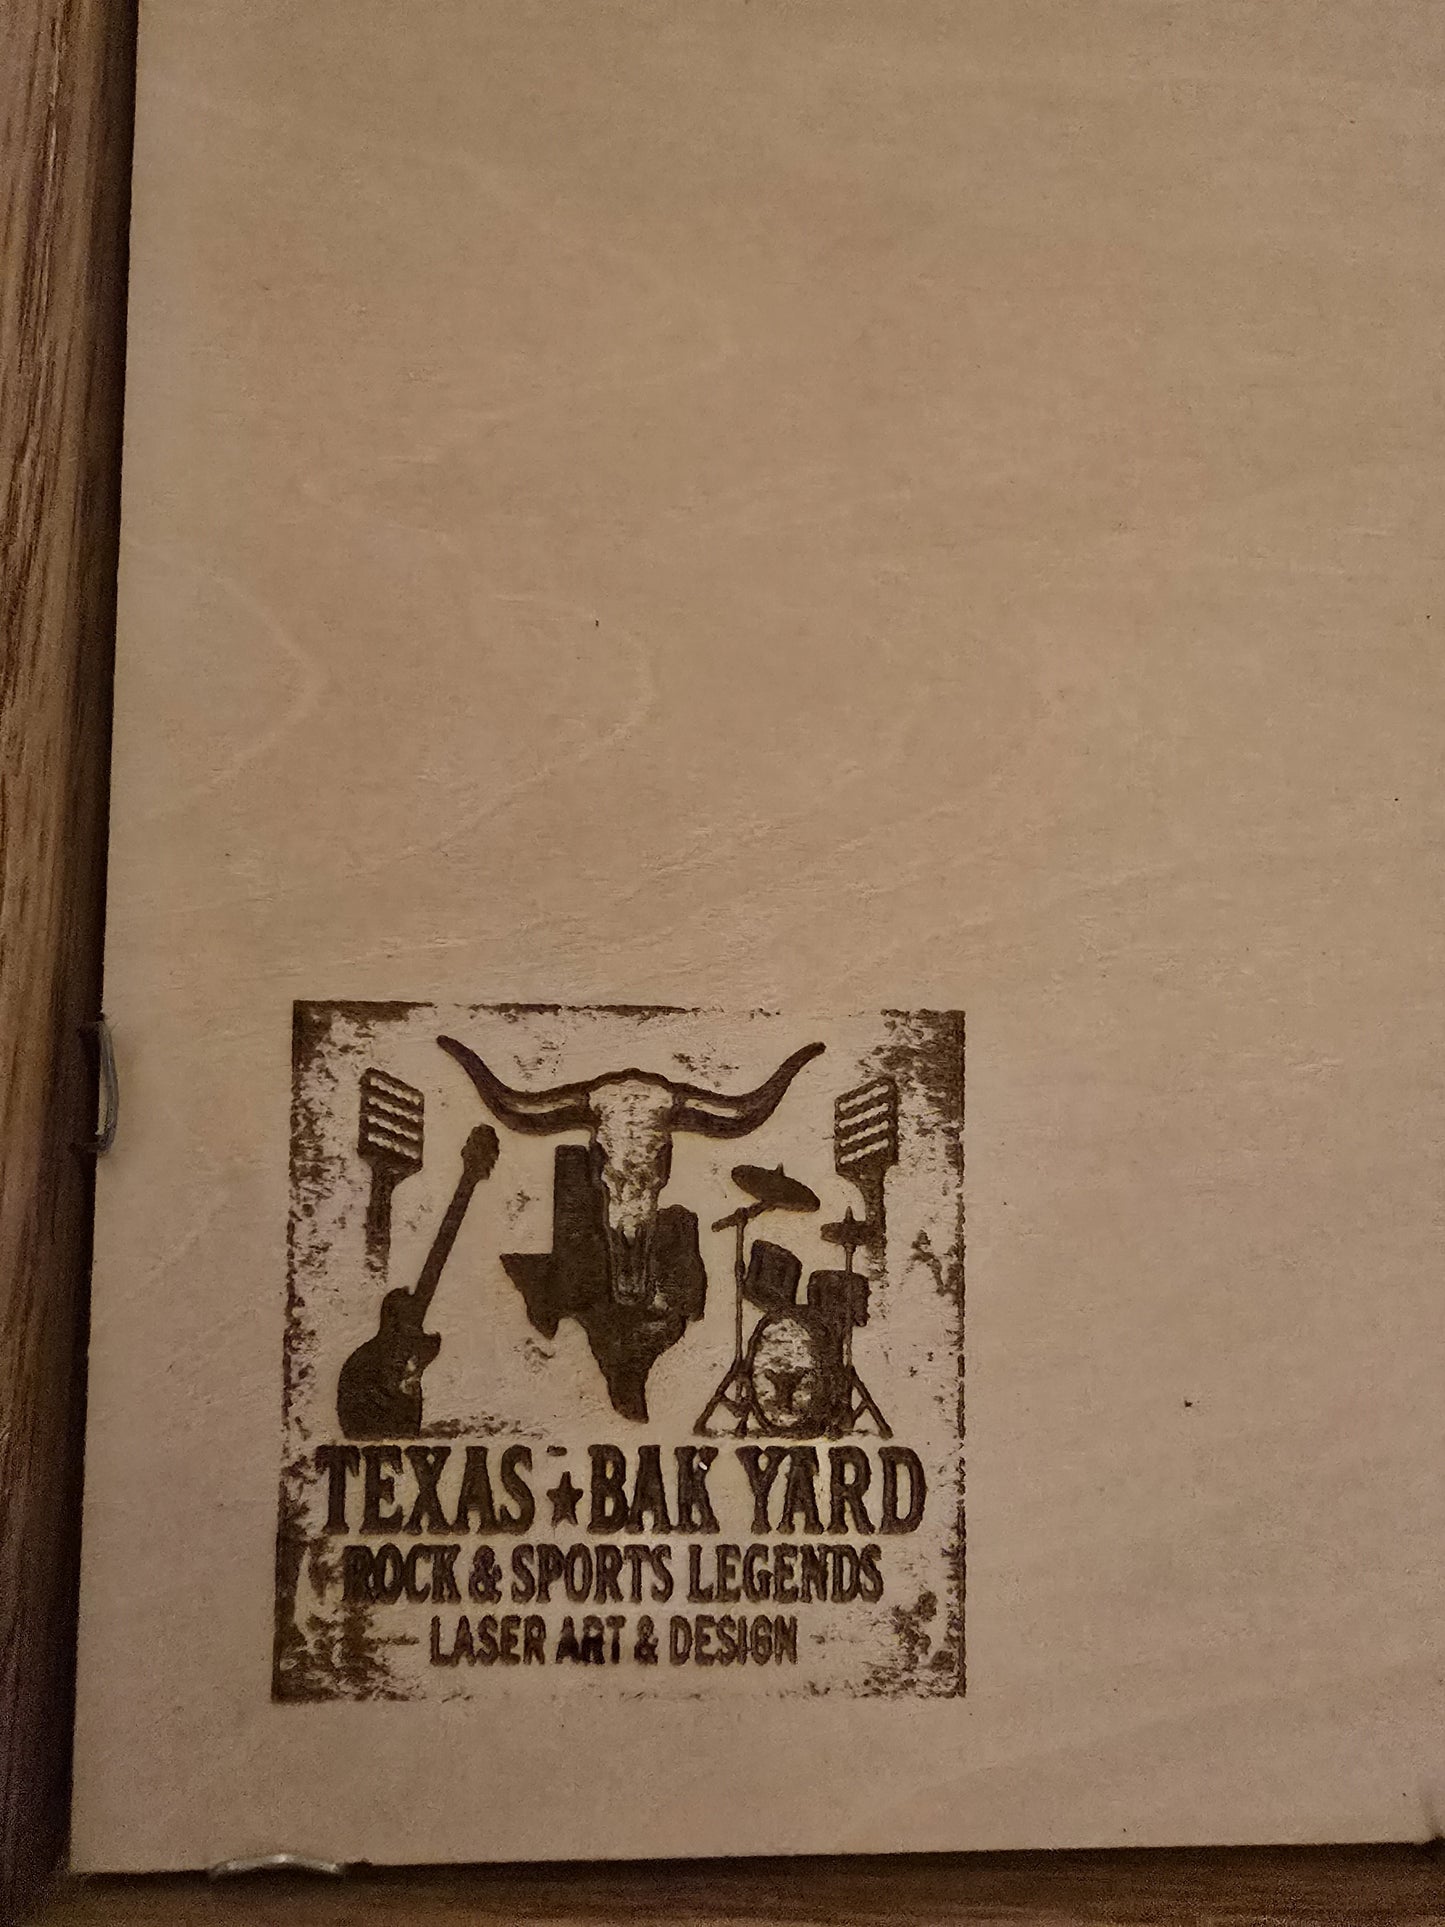 TEXAS ★ BAK YARD
ROCK & SPORTS LEGENDS
LASER ART & DESIGN